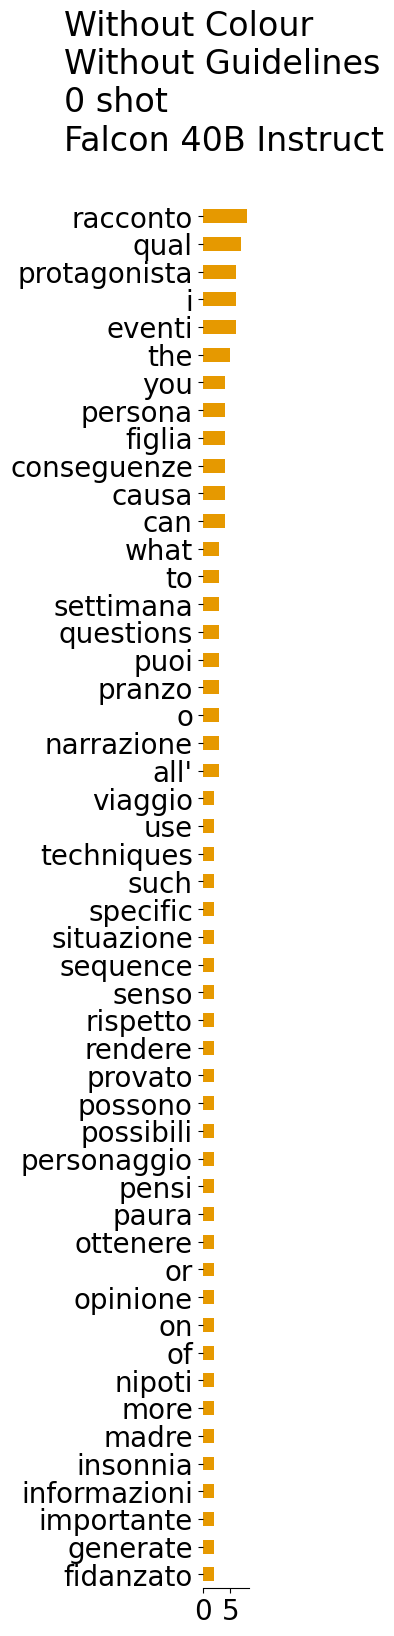 Without Colour
Without Guidelines
0 shot
Falcon 40B Instruct
racconto
qual
protagonista
i
eventi
the
you
persona
figlia
conseguenze
causa
can
what
to
settimana
questions
puoi
pranzo
o
narrazione
all'
viaggio
use
techniques
such
specific
situazione
sequence
senso
rispetto
rendere
provato
possono
possibili
personaggio
pensi
paura
ottenere
or
opinione
on
of
nipoti
more
madre
insonnia
informazioni
importante
generate
fidanzato
0 5